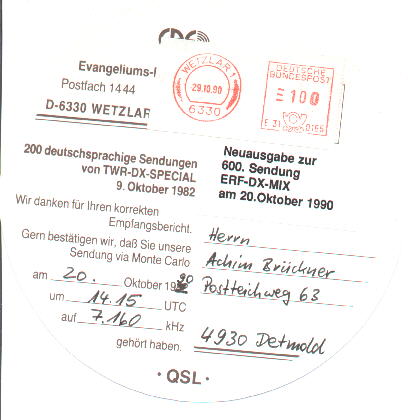 Evangeliums-
Postfach 1444
D-6330 WETZLAR
WETZLAR 1
29.10.90
6330
DEUTSCHE
BUNDESPOST
100
200 deutschsprachige Sendungen
von TWR-DX-SPECIAL
9. Oktober 1982
Neuausgabe zur
600. Sendung
ERF-DX-MIX
am 20.Oktober 1990
Wir danken für Ihren korrekten
Empfangsbericht.
Gern bestätigen wir, daß Sie unsere
Sendung via Monte Carlo
am 20. Oktober 1990
um 14.15 UTC
auf 7.160 kHz
gehört haben.
Herrn
Achim Brückner
Postteichweg 63
4930 Detmold
· QSL ·